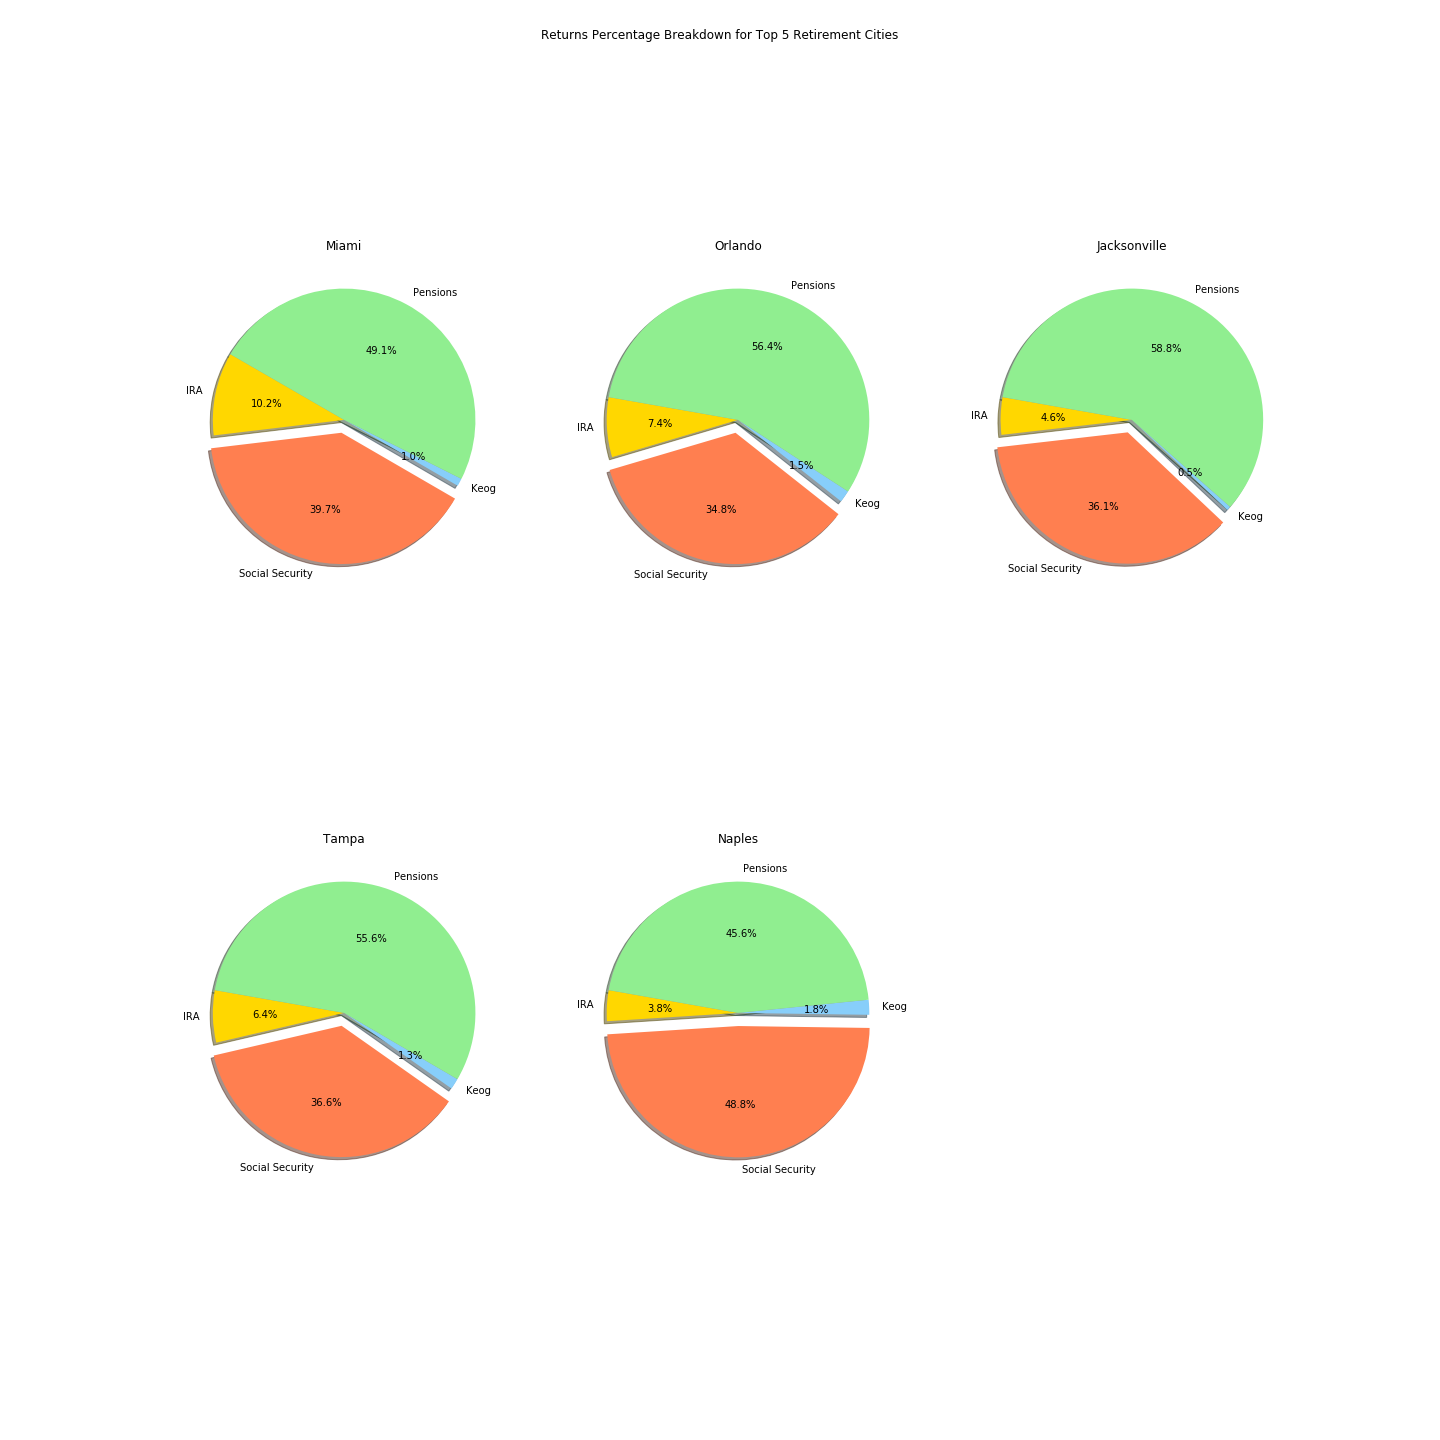 Returns Percentage Breakdown for Top 5 Retirement Cities
Miami
Pensions
49.1%
IRA
10.2%
1.0%
Keog
39.7%
Social Security
Orlando
Pensions
56.4%
IRA
7.4%
1.5%
Keog
34.8%
Social Security
Jacksonville
Pensions
58.8%
IRA
4.6%
0.5%
Keog
36.1%
Social Security
Tampa
Pensions
55.6%
IRA
6.4%
1.3%
Keog
36.6%
Social Security
Naples
Pensions
45.6%
IRA
3.8%
1.8%
Keog
48.8%
Social Security